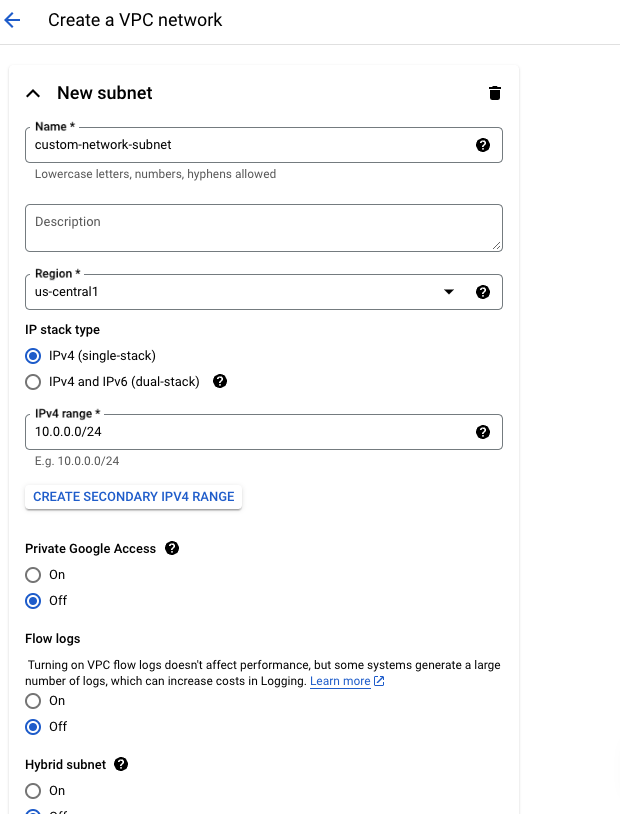 Create a VPC network
New subnet
Name *
custom-network-subnet
Lowercase letters, numbers, hyphens allowed
Description
Region *
us-central1
IP stack type
IPv4 (single-stack)
IPv4 and IPv6 (dual-stack)
IPv4 range *
10.0.0.0/24
E.g. 10.0.0.0/24
CREATE SECONDARY IPV4 RANGE
Private Google Access
On
Off
Flow logs
Turning on VPC flow logs doesn't affect performance, but some systems generate a large
number of logs, which can increase costs in Logging. Learn more
On
Off
Hybrid subnet
On